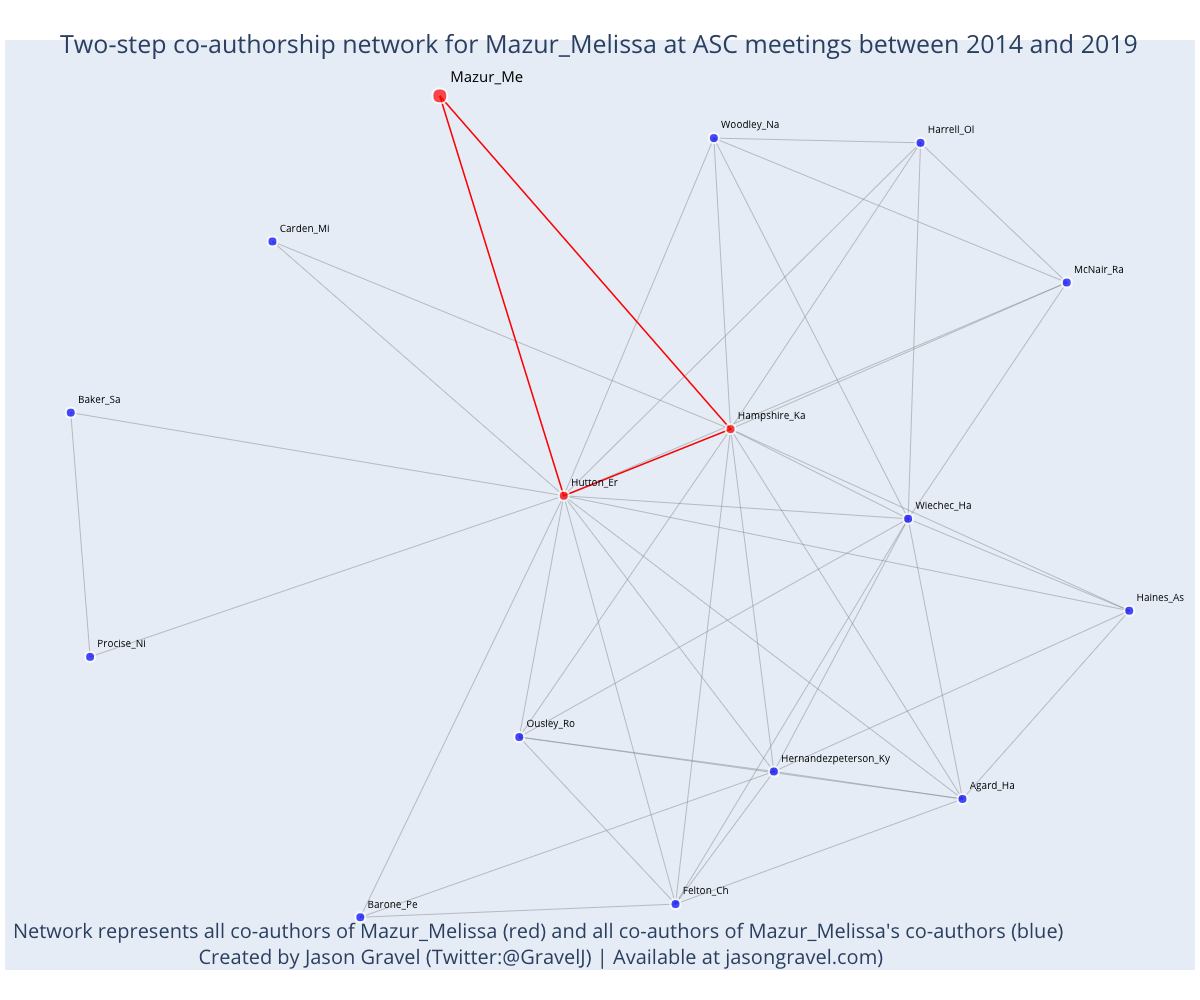 Two-step co-authorship network for Mazur_Melissa at ASC meetings between 2014 and 2019
Mazur_Me
Woodley_Na
Harrell_Ol
Carden_Mi
McNair_Ra
Baker_Sa
Hampshire_Ka
Hutton_Er
Wiechec_Ha
Haines_As
Procise_Ni
Ousley_Ro
Hernandezpeterson_Ky
Agard_Ha
Felton_Ch
Barone_Pe
Network represents all co-authors of Mazur_Melissa (red) and all co-authors of Mazur_Melissa's co-authors (blue)
Created by Jason Gravel (Twitter:@GravelJ) | Available at jasongravel.com)